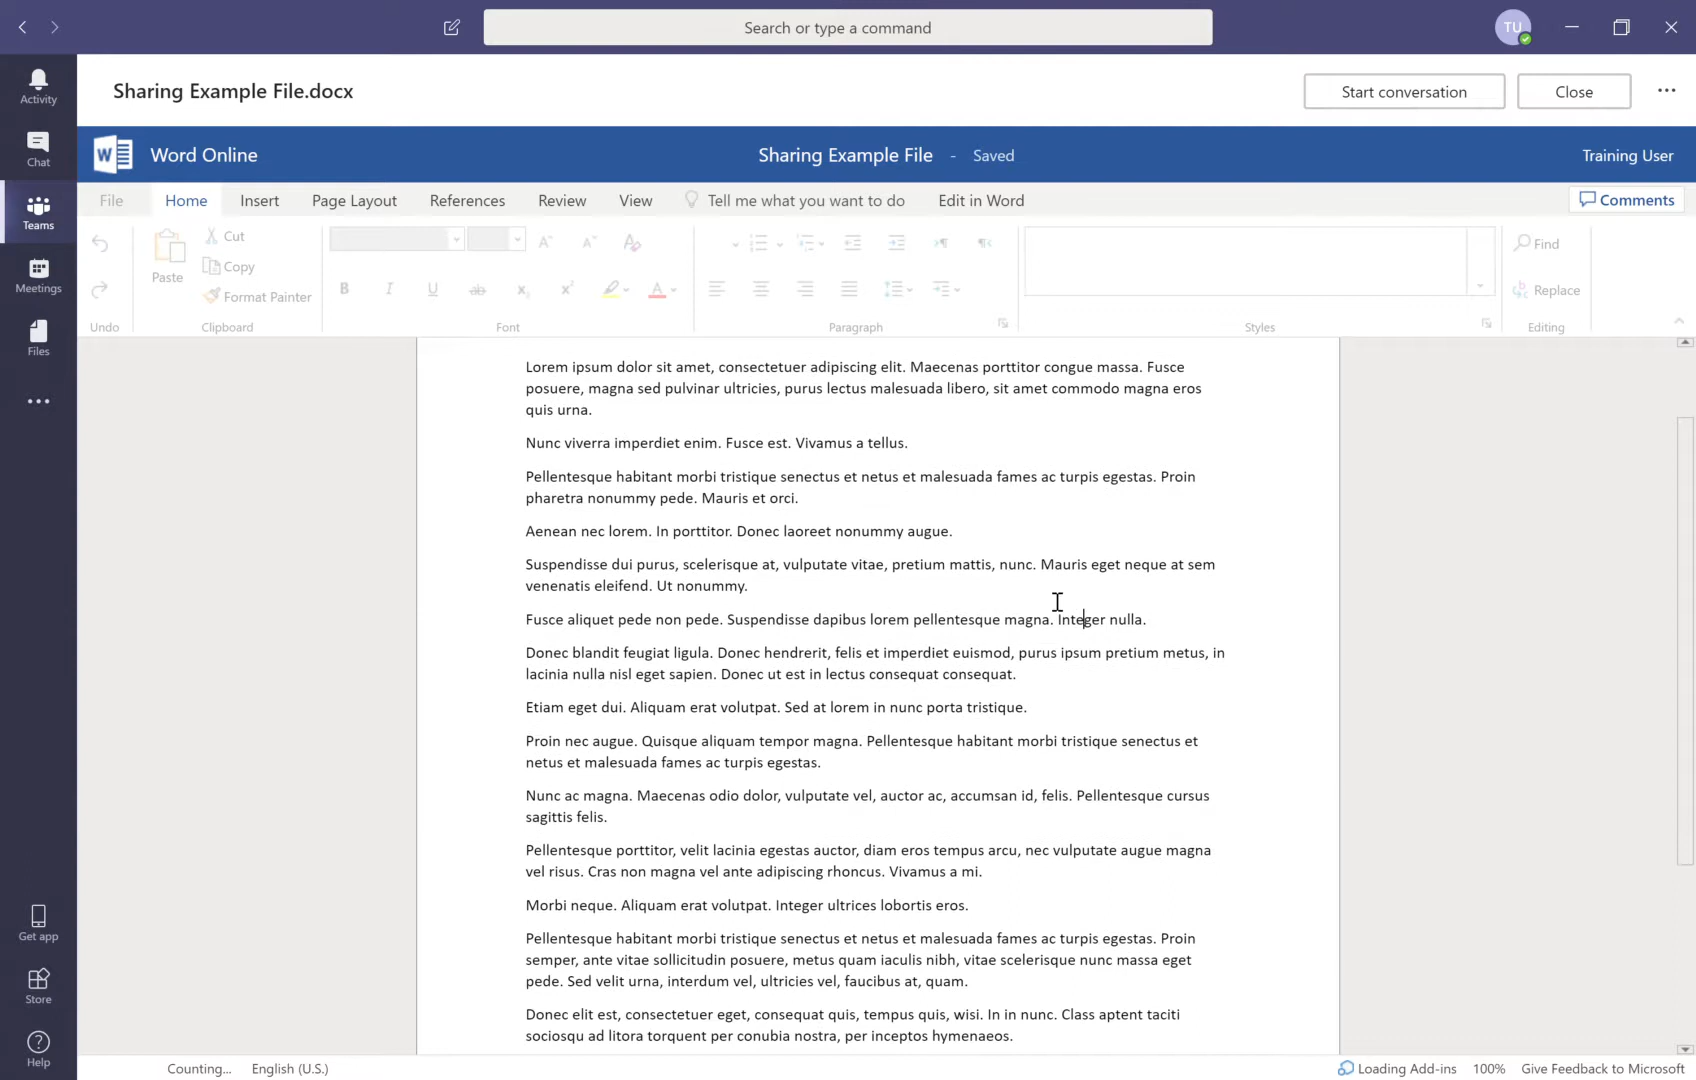 Search or type a command
TU
Activity
Chat
Teams
Meetings
Files
Get app
Store
Help
Sharing Example File.docx
Start conversation
Close
W
Word Online
Sharing Example File - Saved
Training User
File Home Insert Page Layout References Review View Tell me what you want to do Edit in Word Comments
Paste
Cut
Copy
Format Painter
B I U ab x₂ x² A
Find
Replace
Undo Clipboard Font Paragraph Styles Editing
Lorem ipsum dolor sit amet, consectetuer adipiscing elit. Maecenas porttitor congue massa. Fusce
posuere, magna sed pulvinar ultricies, purus lectus malesuada libero, sit amet commodo magna eros
quis urna.
Nunc viverra imperdiet enim. Fusce est. Vivamus a tellus.
Pellentesque habitant morbi tristique senectus et netus et malesuada fames ac turpis egestas. Proin
pharetra nonummy pede. Mauris et orci.
Aenean nec lorem. In porttitor. Donec laoreet nonummy augue.
Suspendisse dui purus, scelerisque at, vulputate vitae, pretium mattis, nunc. Mauris eget neque at sem
venenatis eleifend. Ut nonummy.
Fusce aliquet pede non pede. Suspendisse dapibus lorem pellentesque magna. Integer nulla.
Donec blandit feugiat ligula. Donec hendrerit, felis et imperdiet euismod, purus ipsum pretium metus, in
lacinia nulla nisl eget sapien. Donec ut est in lectus consequat consequat.
Etiam eget dui. Aliquam erat volutpat. Sed at lorem in nunc porta tristique.
Proin nec augue. Quisque aliquam tempor magna. Pellentesque habitant morbi tristique senectus et
netus et malesuada fames ac turpis egestas.
Nunc ac magna. Maecenas odio dolor, vulputate vel, auctor ac, accumsan id, felis. Pellentesque cursus
sagittis felis.
Pellentesque porttitor, velit lacinia egestas auctor, diam eros tempus arcu, nec vulputate augue magna
vel risus. Cras non magna vel ante adipiscing rhoncus. Vivamus a mi.
Morbi neque. Aliquam erat volutpat. Integer ultrices lobortis eros.
Pellentesque habitant morbi tristique senectus et netus et malesuada fames ac turpis egestas. Proin
semper, ante vitae sollicitudin posuere, metus quam iaculis nibh, vitae scelerisque nunc massa eget
pede. Sed velit urna, interdum vel, ultricies vel, faucibus at, quam.
Donec elit est, consectetuer eget, consequat quis, tempus quis, wisi. In in nunc. Class aptent taciti
sociosqu ad litora torquent per conubia nostra, per inceptos hymenaeos.
Counting... English (U.S.) Loading Add-ins 100% Give Feedback to Microsoft